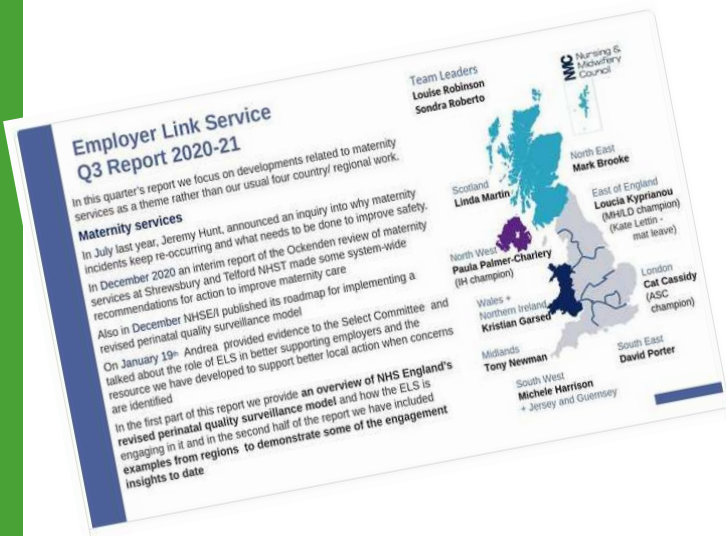 Employer Link Service
Q3 Report 2020-21
In this quarter's report we focus on developments related to maternity
services as a theme rather than our usual four country/ regional work.
Maternity services
In July last year, Jeremy Hunt, announced an inquiry into why maternity
incidents keep re-occurring and what needs to be done to improve safety.
In December 2020 an interim report of the Ockenden review of maternity
services at Shrewsbury and Telford NHST made some system-wide
recommendations for action to improve maternity care
Also in December NHSE/I published its roadmap for implementing a
revised perinatal quality surveillance model
On January 19th Andrea provided evidence to the Select Committee and
talked about the role of ELS in better supporting employers and the
resource we have developed to support better local action when concerns
are identified
In the first part of this report we provide an overview of NHS England's
revised perinatal quality surveillance model and how the ELS is
engaging in it and in the second half of the report we have included
examples from regions to demonstrate some of the engagement
insights to date
Team Leaders
Louise Robinson
Sondra Roberto
NMC
Nursing &
Midwifery
Council
North East
Mark Brooke
Scotland
Linda Martin
East of England
Loucia Kyprianou
(MH/LD champion)
(Kate Lettin -
mat leave)
North West
Paula Palmer-Charlery
(IH champion)
London
Cat Cassidy
(ASC
champion)
Wales +
Northern Ireland
Kristian Garsed
Midlands
Tony Newman
South East
David Porter
South West
Michele Harrison
+ Jersey and Guernsey